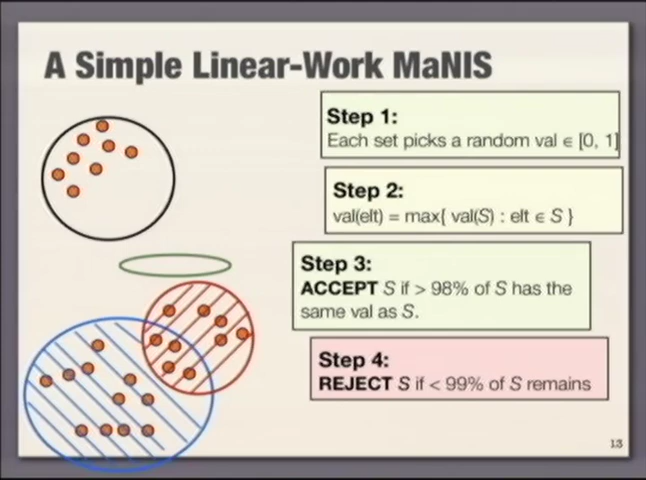 A Simple Linear-Work MaNIS
Step 1:
Each set picks a random val ∈ [0, 1]
Step 2:
val(elt) = max{ val(S) : elt ∈ S }
Step 3:
ACCEPT S if > 98% of S has the
same val as S.
Step 4:
REJECT S if < 99% of S remains
13